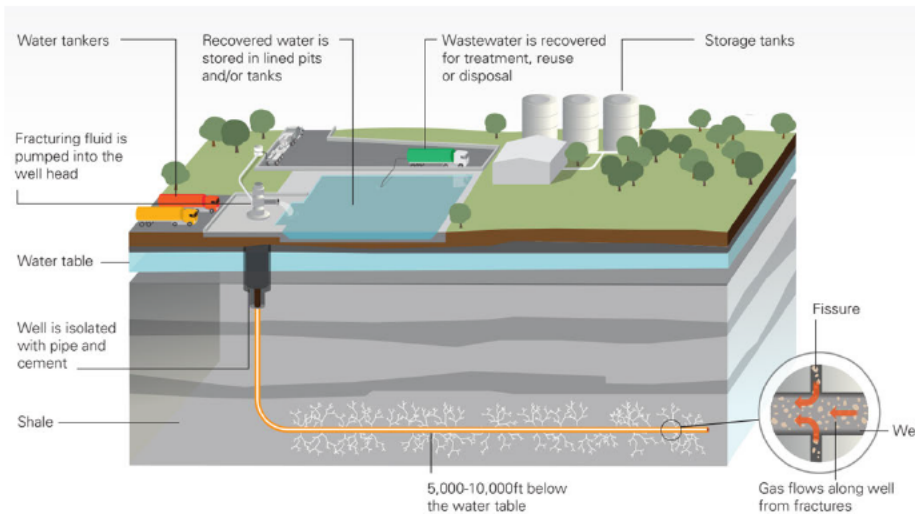 Water tankers
Recovered water is
stored in lined pits
and/or tanks
Wastewater is recovered
for treatment, reuse
or disposal
Storage tanks
Fracturing fluid is
pumped into the
well head
Water table
Well is isolated
with pipe and
cement
Fissure
Shale
We
5,000-10,000ft below
the water table
Gas flows along well
from fractures